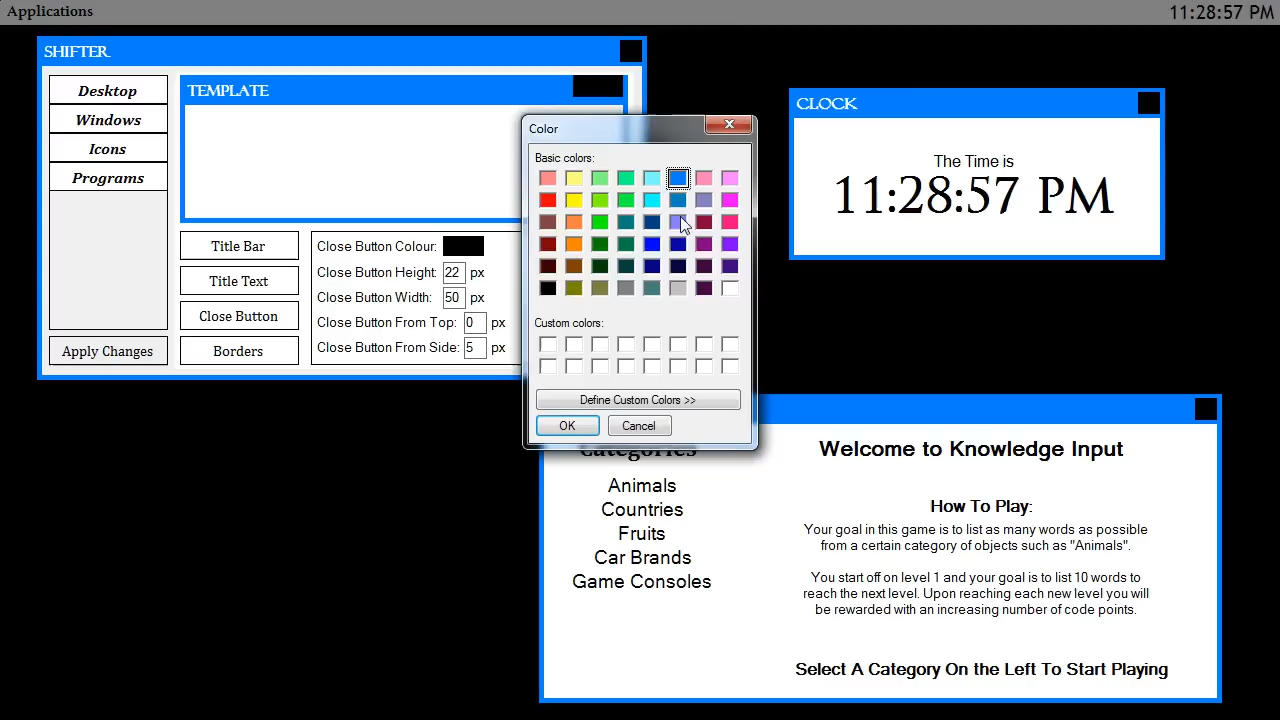 Applications
11:28:57 PM
SHIFTER
Desktop
Windows
Icons
Programs
Apply Changes
TEMPLATE
Title Bar
Title Text
Close Button
Borders
Close Button Colour:
Close Button Height: 22 px
Close Button Width: 50 px
Close Button From Top: 0 px
Close Button From Side: 5 px
Color
Basic colors:
Custom colors:
Define Custom Colors >>
OK
Cancel
CLOCK
The Time is
11:28:57 PM
Categories
Animals
Countries
Fruits
Car Brands
Game Consoles
Welcome to Knowledge Input
How To Play:
Your goal in this game is to list as many words as possible
from a certain category of objects such as "Animals".
You start off on level 1 and your goal is to list 10 words to
reach the next level. Upon reaching each new level you will
be rewarded with an increasing number of code points.
Select A Category On the Left To Start Playing